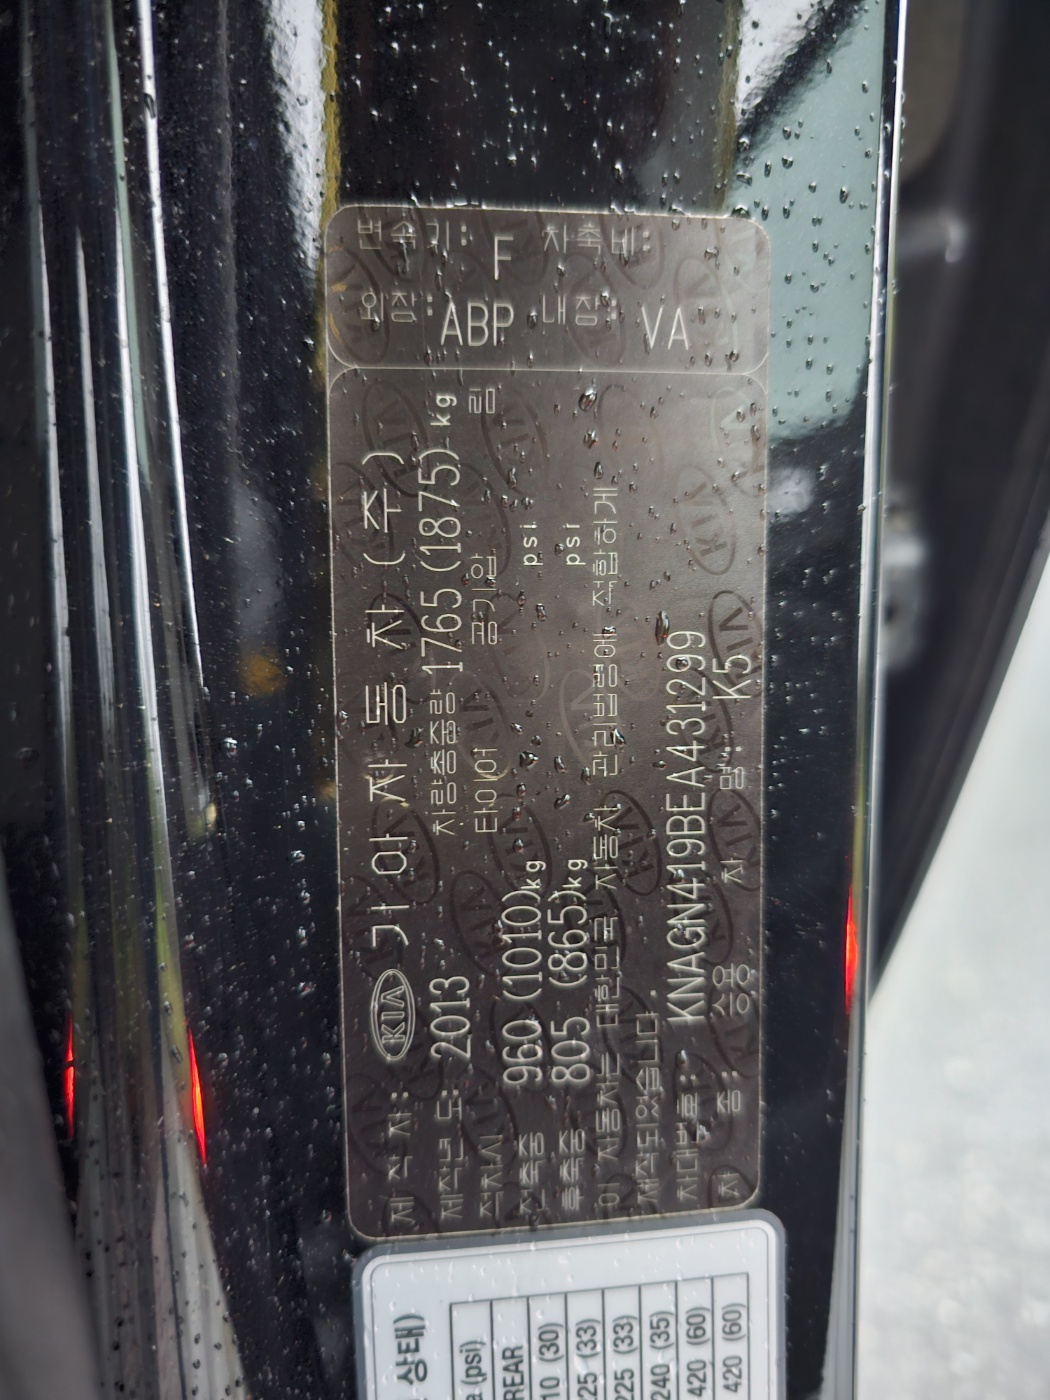 변속기: F 차축비:
외장: ABP 내장: VA
제 작 자: KIA 기 아 자 동 차 ( 주 )
제작년 도: 2013 차량총중량 1765 (1875) kg
적차시 타이어 공기압 림
전축중 960 (1010)kg psi
후축중 805 (865)kg psi
이 자동차는 대한민국 자동차 관리법령에 적합하게
제작되었습니다.
차대번호: KNAGN419BEA431299
차 종: 승용 차 명: K5
상태)
a (psi)
REAR
10 (30)
225 (33)
225 (33)
240 (35)
420 (60)
420 (60)